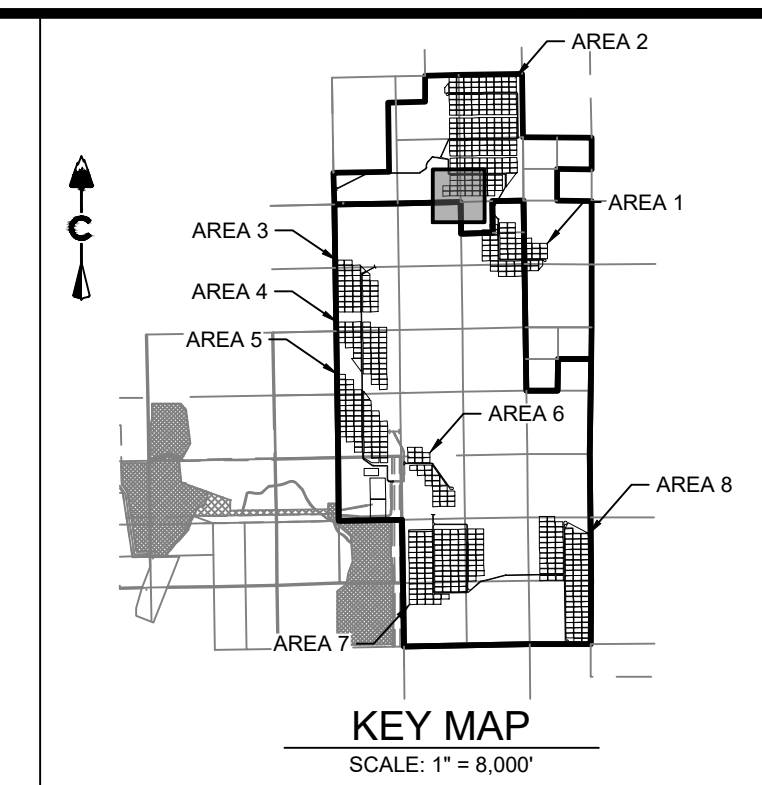 AREA 2
AREA 1
AREA 3
AREA 4
AREA 5
AREA 6
AREA 8
AREA 7
C
KEY MAP
SCALE: 1" = 8,000'